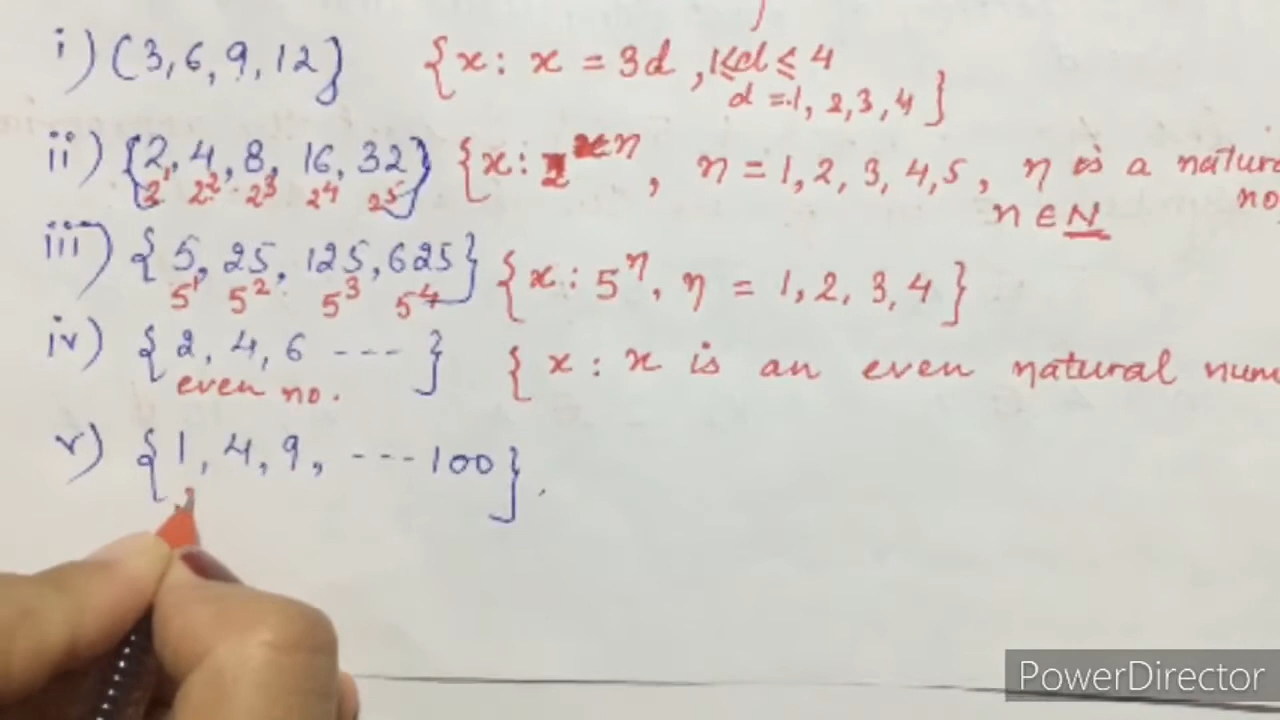 i) (3, 6, 9, 12} {x : x = 3d , 1≤d ≤ 4
d = 1, 2, 3, 4 }
ii) {2, 4, 8, 16, 32} {x : 2ⁿ , n = 1, 2, 3, 4, 5, n is a natura
2¹ 2² 2³ 2⁴ 2⁵ n ∈ N no
iii) { 5, 25, 125, 625} {x : 5ⁿ, n = 1, 2, 3, 4 }
5¹ 5² 5³ 5⁴
iv) { 2, 4, 6 --- } { x : x is an even natural num
even no.
v) { 1, 4, 9, --- 100 }.
PowerDirector